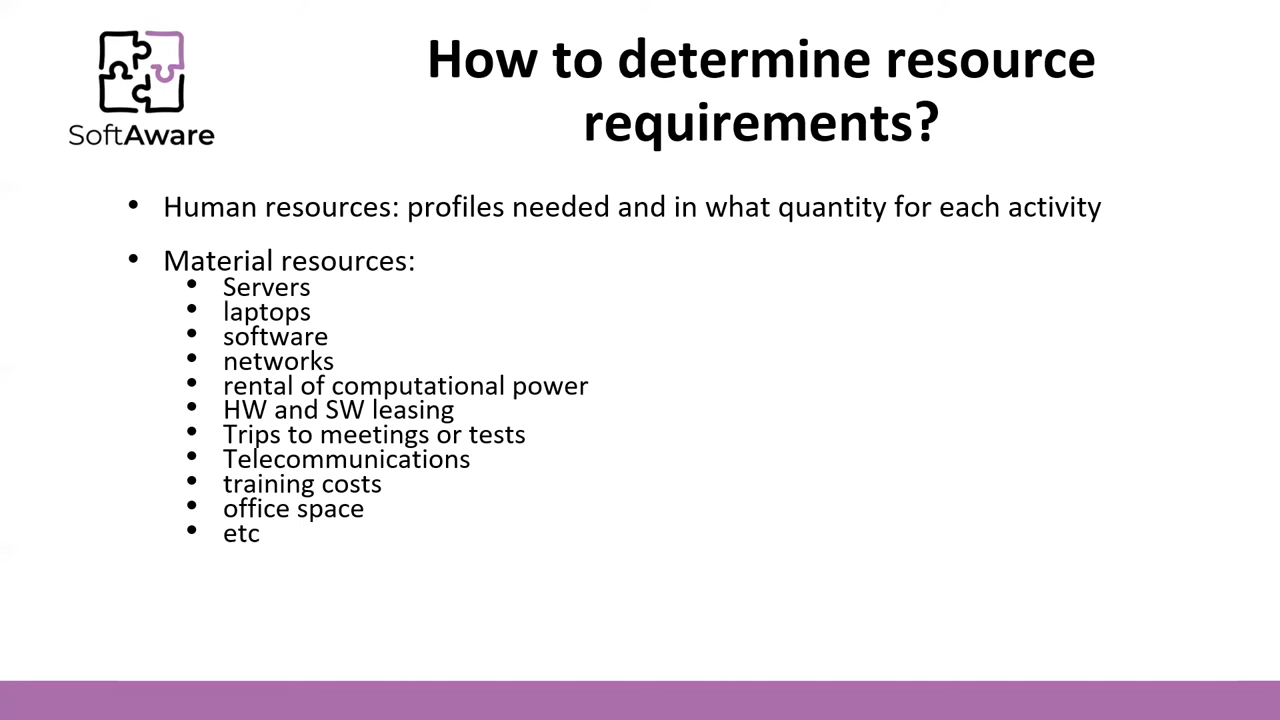 SoftAware
How to determine resource
requirements?
• Human resources: profiles needed and in what quantity for each activity
• Material resources:
• Servers
• laptops
• software
• networks
• rental of computational power
• HW and SW leasing
• Trips to meetings or tests
• Telecommunications
• training costs
• office space
• etc